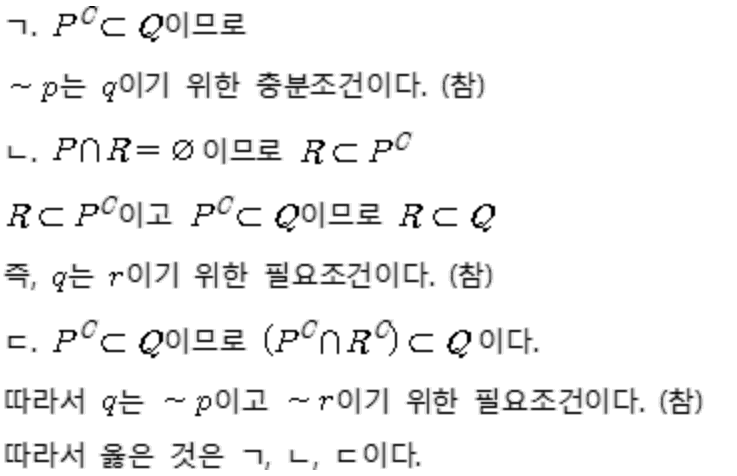 ㄱ. P^C⊂ Q이므로
~ p는 q이기 위한 충분조건이다. (참)
ㄴ. P∩R= ∅ 이므로 R⊂P^C
R⊂P^C이고 P^C⊂ Q이므로 R⊂ Q
즉, q는 r이기 위한 필요조건이다. (참)
ㄷ. P^C⊂ Q이므로 (P^C∩R^C)⊂ Q이다.
따라서 q는 ~ p이고 ~ r이기 위한 필요조건이다. (참)
따라서 옳은 것은 ㄱ, ㄴ, ㄷ이다.